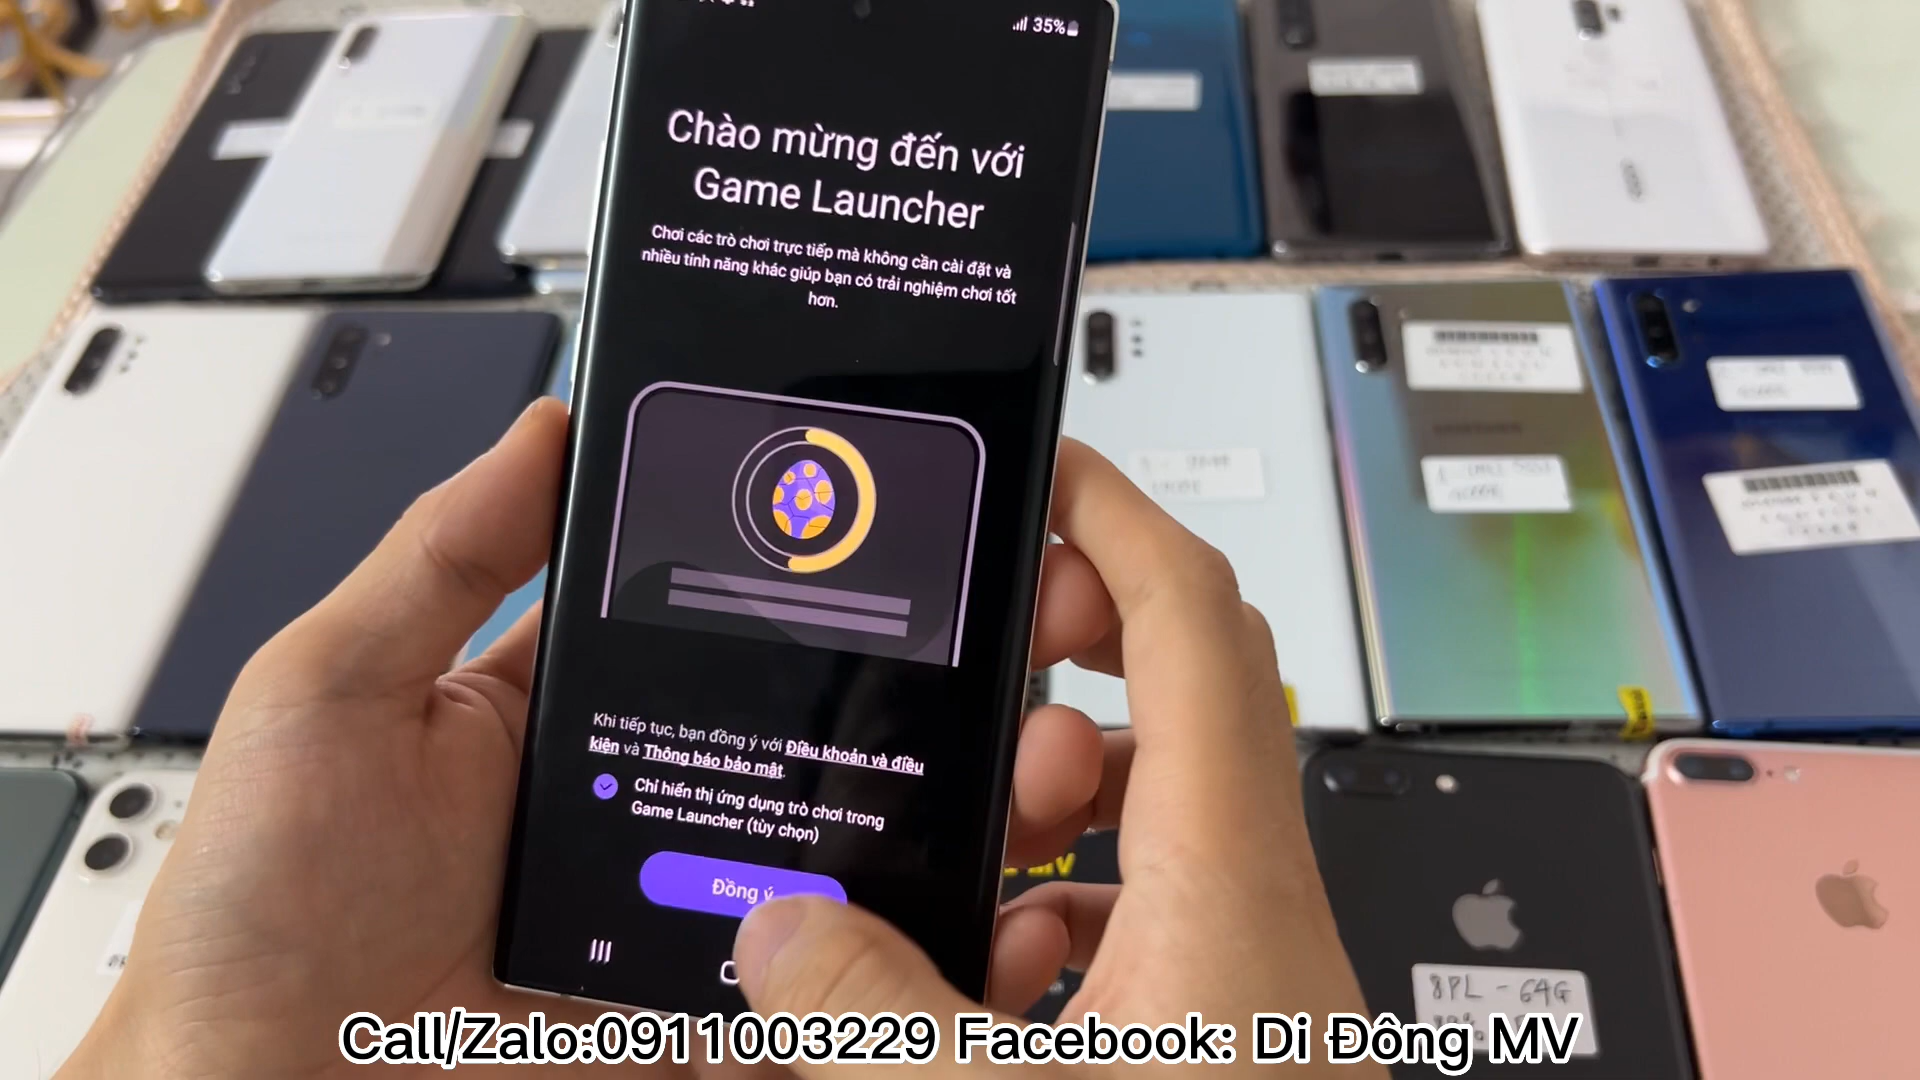 35%
Chào mừng đến với
Game Launcher
Chơi các trò chơi trực tiếp mà không cần cài đặt và
nhiều tính năng khác giúp bạn có trải nghiệm chơi tốt
hơn.
Khi tiếp tục, bạn đồng ý với Điều khoản và điều
kiện và Thông báo bảo mật.
Chỉ hiển thị ứng dụng trò chơi trong
Game Launcher (tùy chọn)
Đồng ý
MV
8PL - 64G
Call/Zalo:0911003229 Facebook: Di Đông MV